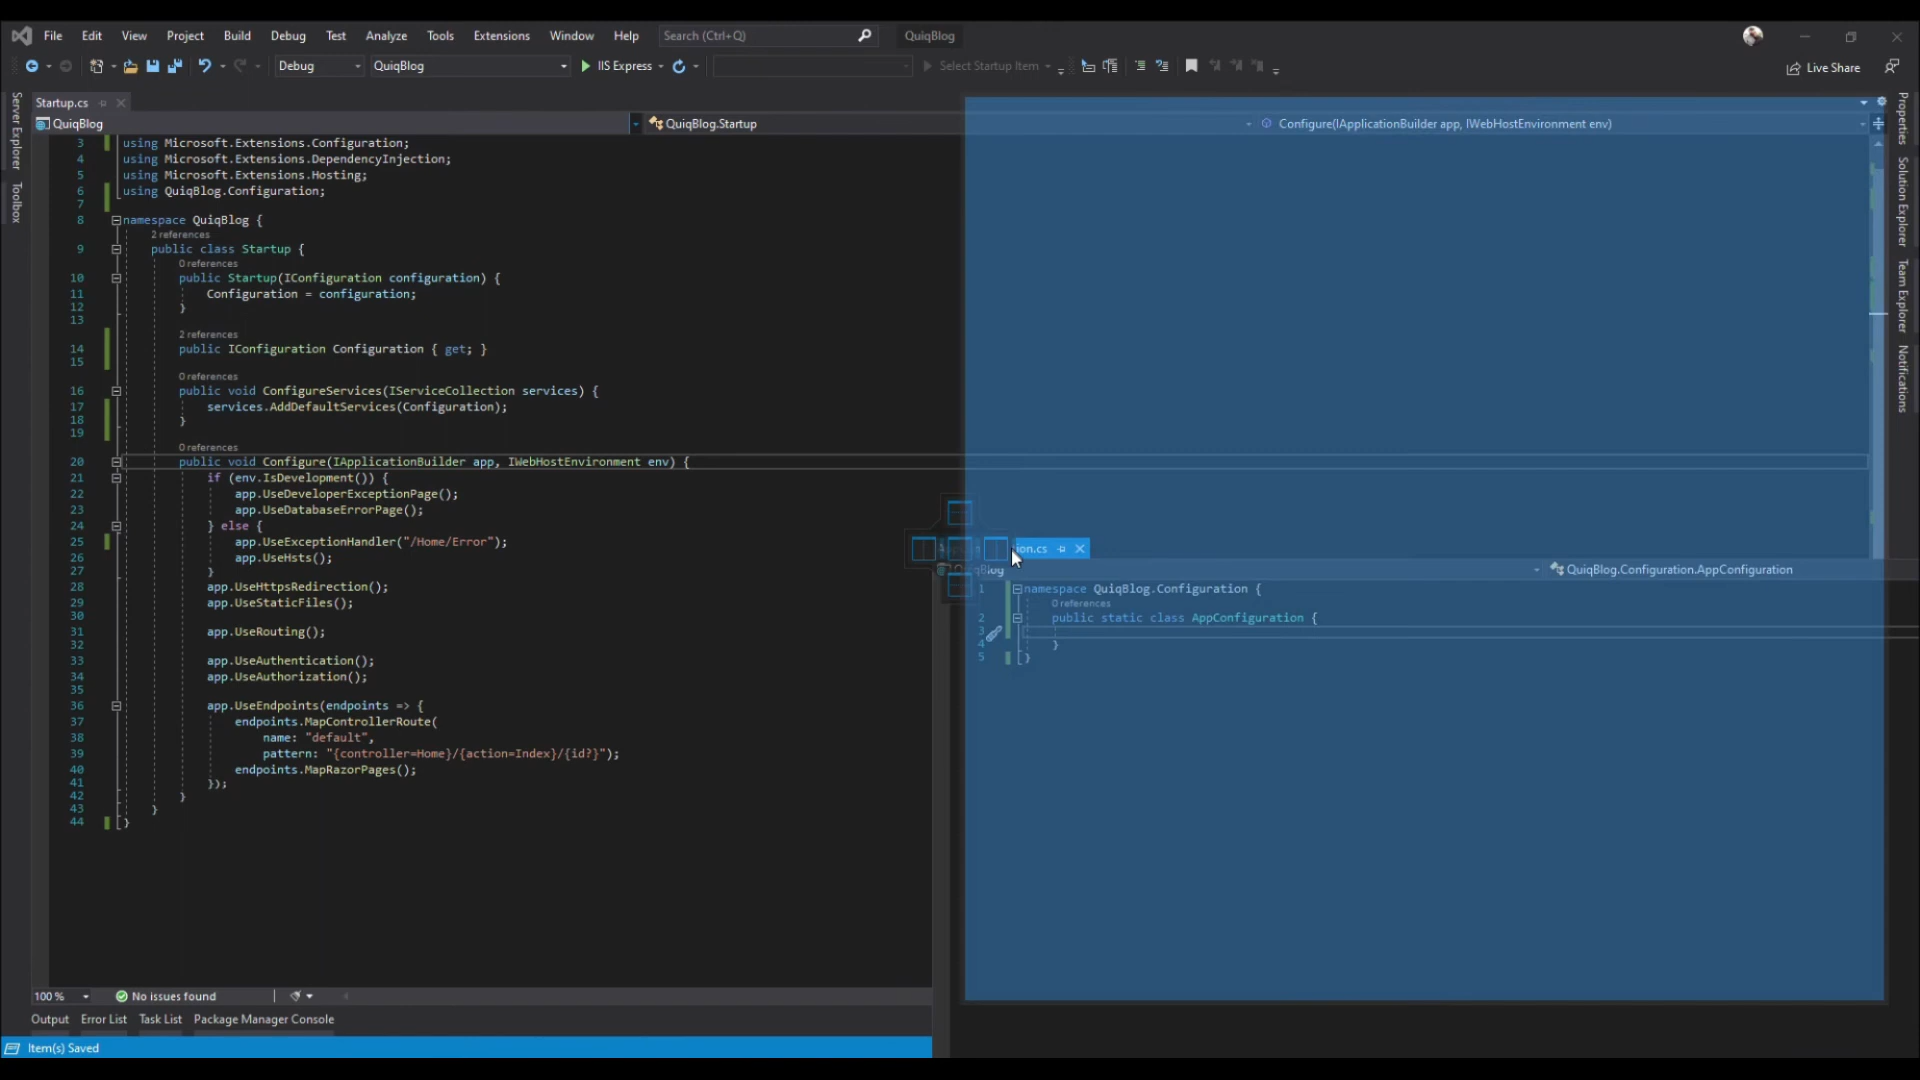 File Edit View Project Build Debug Test Analyze Tools Extensions Window Help Search (Ctrl+Q) QuiqBlog
Debug QuiqBlog IIS Express Select Startup Item Live Share
Server Explorer
Toolbox
Startup.cs
QuiqBlog QuiqBlog.Startup Configure(IApplicationBuilder app, IWebHostEnvironment env)
3 using Microsoft.Extensions.Configuration;
4 using Microsoft.Extensions.DependencyInjection;
5 using Microsoft.Extensions.Hosting;
6 using QuiqBlog.Configuration;
7
8 namespace QuiqBlog {
2 references
9 public class Startup {
0 references
10 public Startup(IConfiguration configuration) {
11 Configuration = configuration;
12 }
13
2 references
14 public IConfiguration Configuration { get; }
15
0 references
16 public void ConfigureServices(IServiceCollection services) {
17 services.AddDefaultServices(Configuration);
18 }
19
0 references
20 public void Configure(IApplicationBuilder app, IWebHostEnvironment env) {
21 if (env.IsDevelopment()) {
22 app.UseDeveloperExceptionPage();
23 app.UseDatabaseErrorPage();
24 } else {
25 app.UseExceptionHandler("/Home/Error");
26 app.UseHsts();
27 }
28 app.UseHttpsRedirection();
29 app.UseStaticFiles();
30
31 app.UseRouting();
32
33 app.UseAuthentication();
34 app.UseAuthorization();
35
36 app.UseEndpoints(endpoints => {
37 endpoints.MapControllerRoute(
38 name: "default",
39 pattern: "{controller=Home}/{action=Index}/{id?}");
40 endpoints.MapRazorPages();
41 });
42 }
43 }
44 }
ion.cs
Blog QuiqBlog.Configuration.AppConfiguration
1 namespace QuiqBlog.Configuration {
0 references
2 public static class AppConfiguration {
3
4 }
5 }
Properties
Solution Explorer
Team Explorer
Notifications
100 % No issues found
Output Error List Task List Package Manager Console
Item(s) Saved